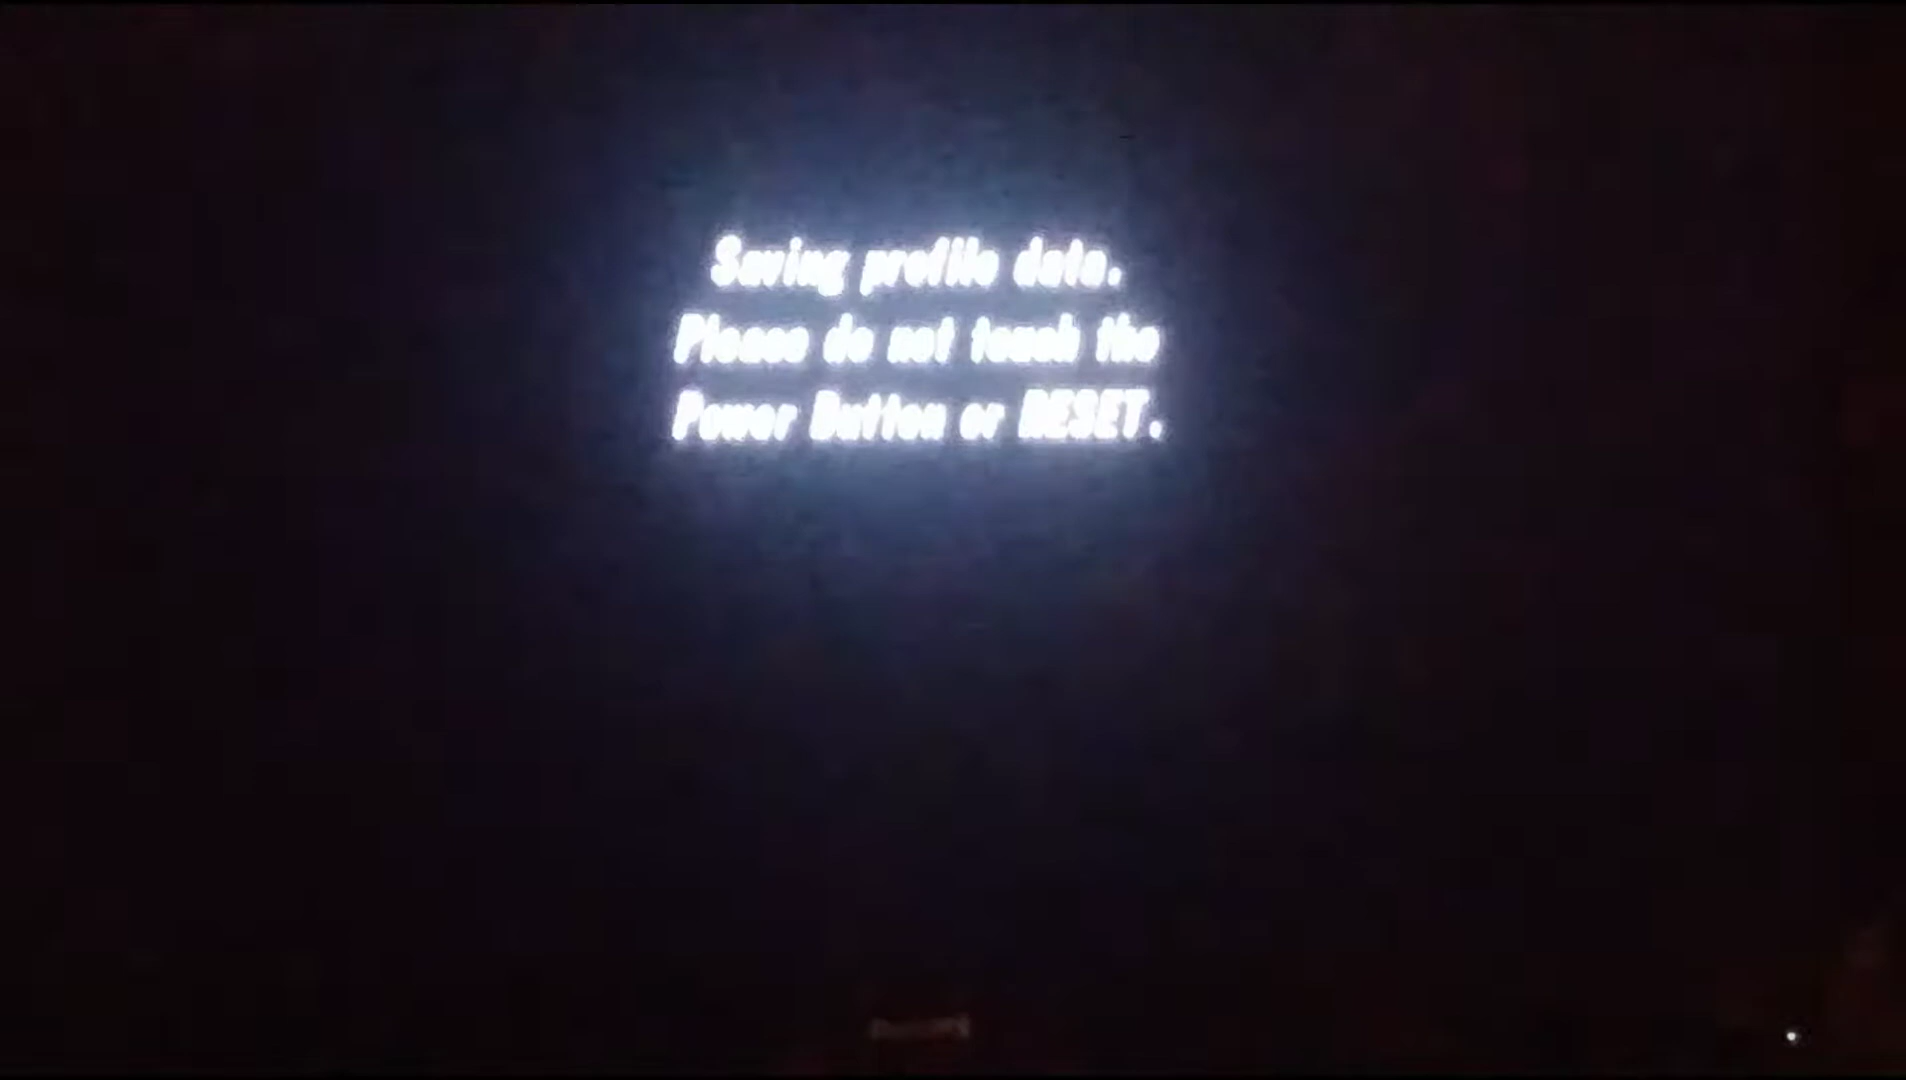 Saving profile data.
Please do not touch the
Power Button or RESET.